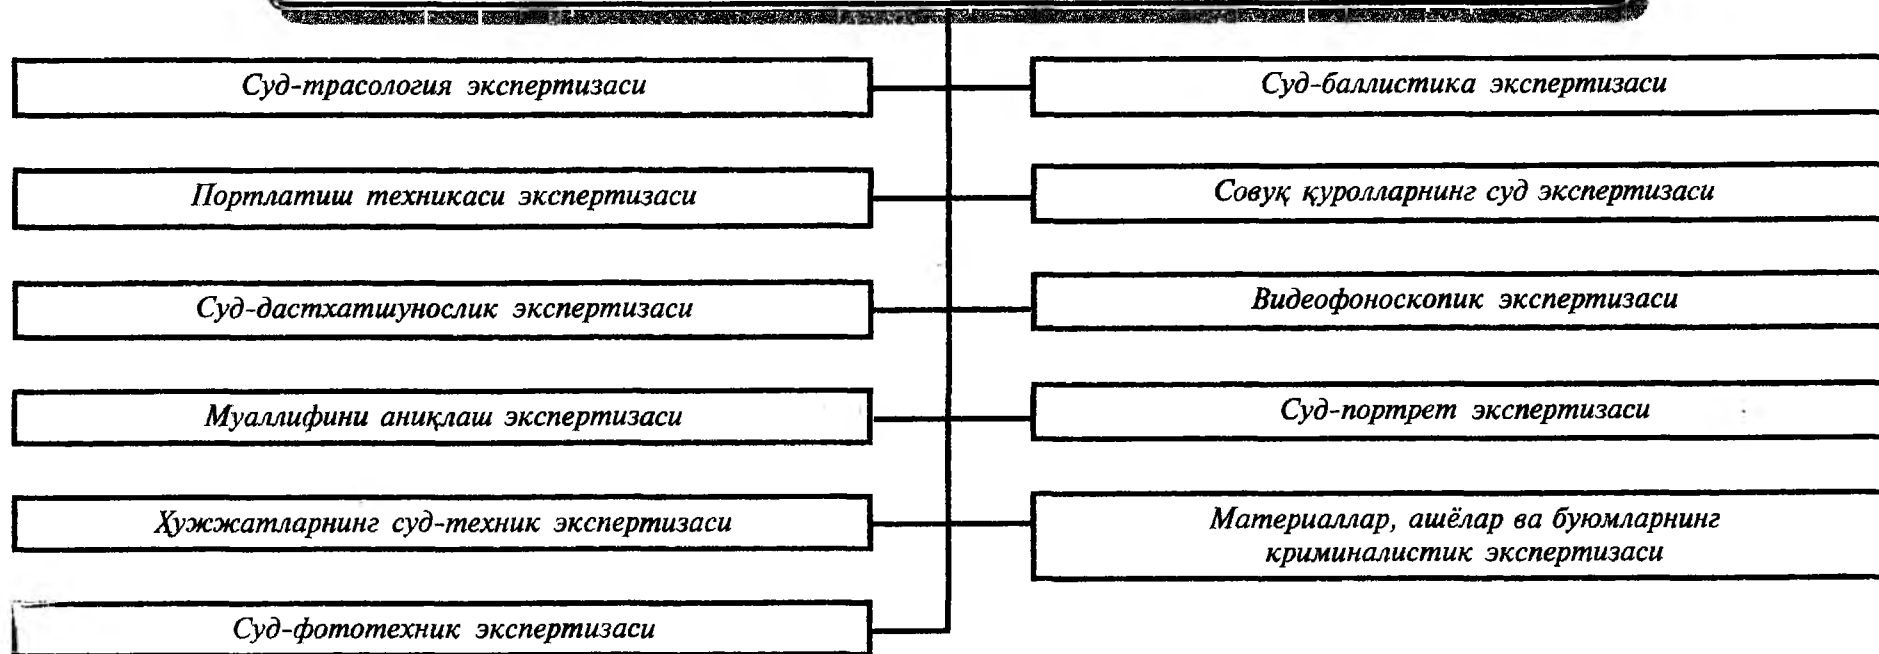 Суд-трасология экспертизаси
Суд-баллистика экспертизаси
Портлатиш техникаси экспертизаси
Совуқ қуролларнинг суд экспертизаси
Суд-дастхатшунослик экспертизаси
Видеофоноскопик экспертизаси
Муаллифини аниқлаш экспертизаси
Суд-портрет экспертизаси
Ҳужжатларнинг суд-техник экспертизаси
Материаллар, ашёлар ва буюмларнинг
криминалистик экспертизаси
Суд-фототехник экспертизаси